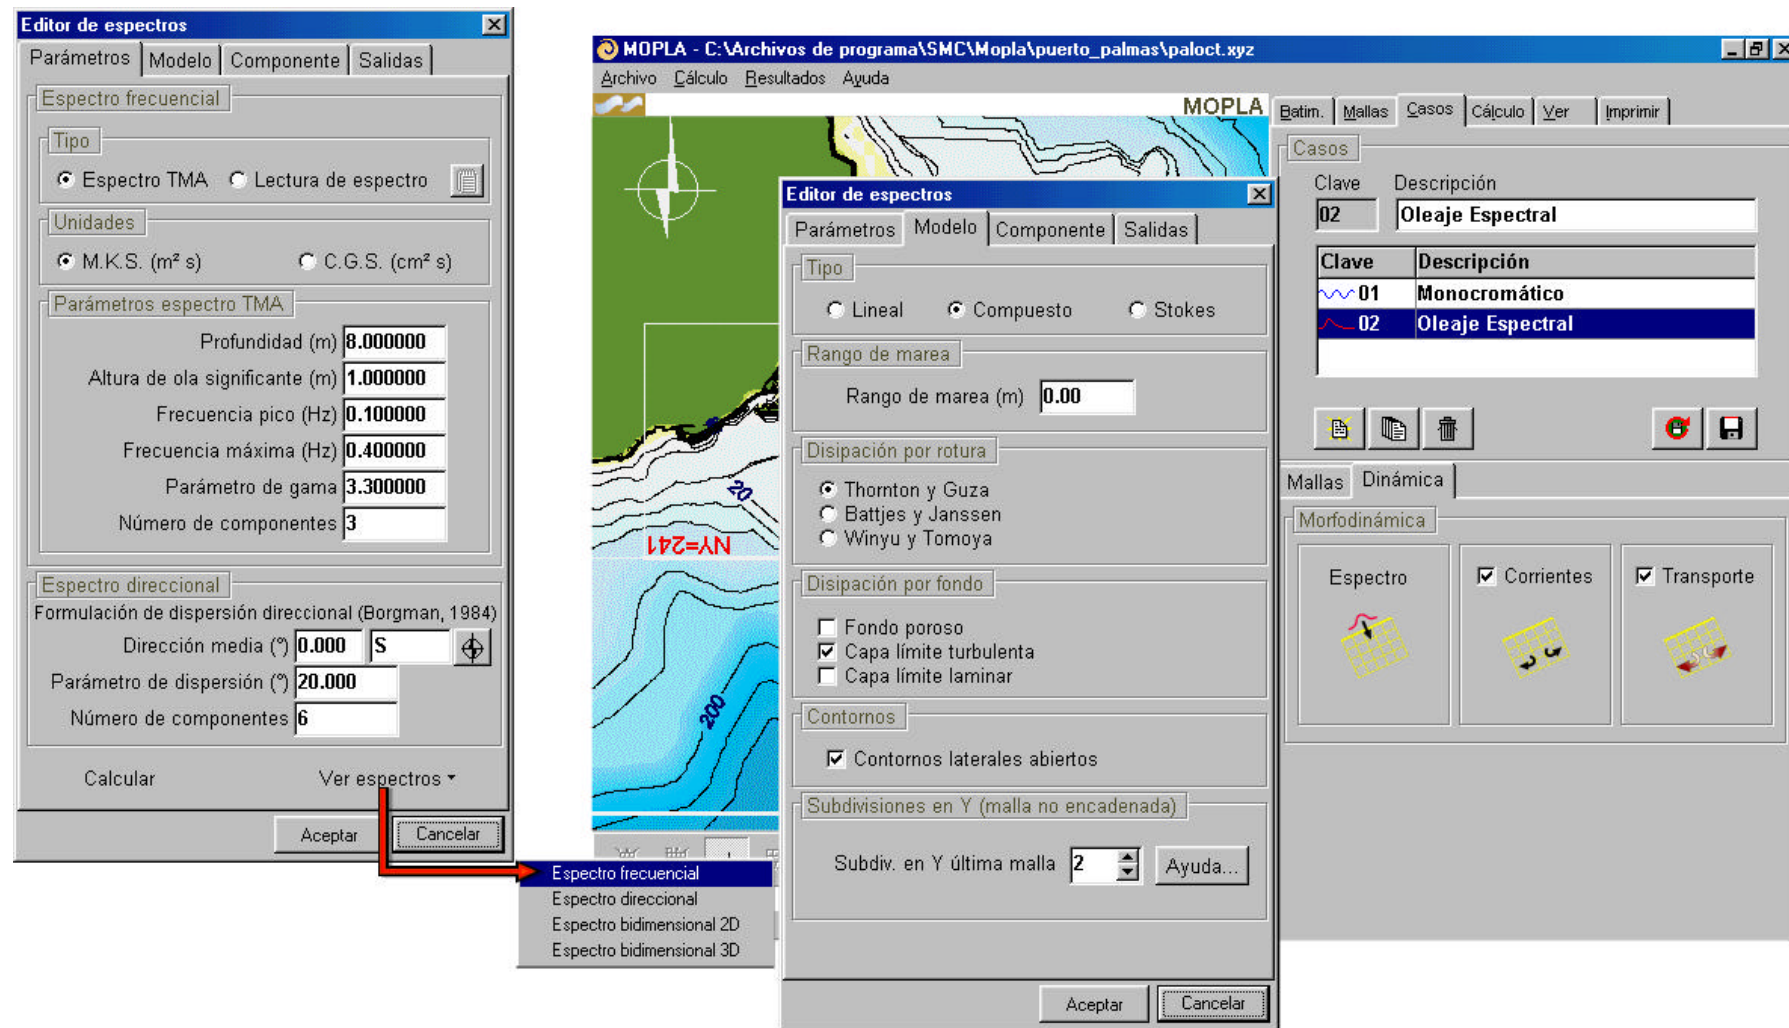 Editor de espectros
Parámetros Modelo Componente Salidas
Espectro frecuencial
Tipo
Espectro TMA Lectura de espectro
Unidades
M.K.S. (m² s) C.G.S. (cm² s)
Parámetros espectro TMA
Profundidad (m) 8.000000
Altura de ola significante (m) 1.000000
Frecuencia pico (Hz) 0.100000
Frecuencia máxima (Hz) 0.400000
Parámetro de gama 3.300000
Número de componentes 3
Espectro direccional
Formulación de dispersión direccional (Borgman, 1984)
Dirección media (º) 0.000 S
Parámetro de dispersión (º) 20.000
Número de componentes 6
Calcular Ver espectros
Aceptar Cancelar
Espectro frecuencial
Espectro direccional
Espectro bidimensional 2D
Espectro bidimensional 3D
MOPLA - C:\Archivos de programa\SMC\Mopla\puerto_palmas\paloct.xyz
Archivo Cálculo Resultados Ayuda
MOPLA
20
NY=241
200
Editor de espectros
Parámetros Modelo Componente Salidas
Tipo
Lineal Compuesto Stokes
Rango de marea
Rango de marea (m) 0.00
Disipación por rotura
Thornton y Guza
Battjes y Janssen
Winyu y Tomoya
Disipación por fondo
Fondo poroso
Capa límite turbulenta
Capa límite laminar
Contornos
Contornos laterales abiertos
Subdivisiones en Y (malla no encadenada)
Subdiv. en Y última malla 2 Ayuda...
Aceptar Cancelar
Batim. Mallas Casos Cálculo Ver Imprimir
Casos
Clave Descripción
02 Oleaje Espectral
Clave Descripción
01 Monocromático
02 Oleaje Espectral
Mallas Dinámica
Morfodinámica
Espectro Corrientes Transporte